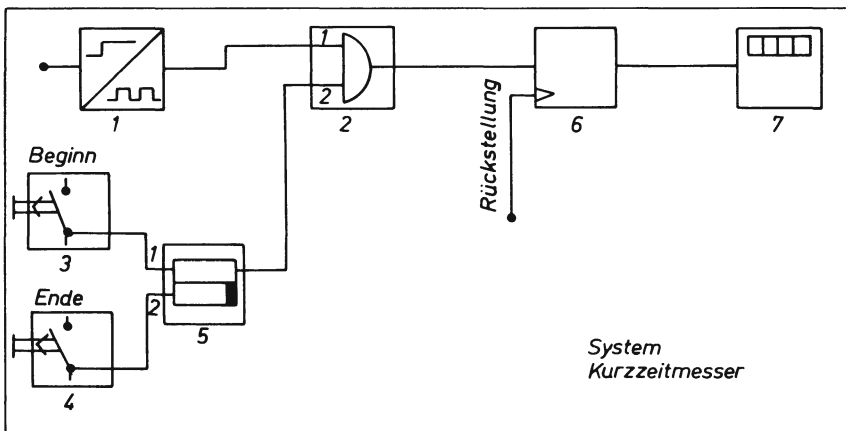 1
2
1
2
6
7
Rückstellung
Beginn
3
1
2
5
Ende
4
System
Kurzzeitmesser